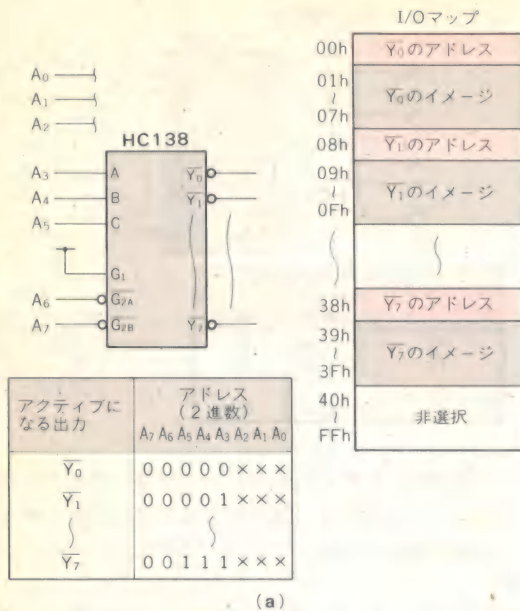 I/Oマップ
00h
Y0のアドレス
01h
~
07h
Y0のイメージ
08h
Y1のアドレス
09h
~
0Fh
Y1のイメージ
38h
Y7のアドレス
39h
~
3Fh
Y7のイメージ
40h
~
FFh
非選択
A0
A1
A2
HC138
A3 A Y0
A4 B Y1
A5 C
G1
A6 G2A
A7 G2B Y7
アクティブに
なる出力
アドレス
(2進数)
A7 A6 A5 A4 A3 A2 A1 A0
Y0 0 0 0 0 0 × × ×
Y1 0 0 0 0 1 × × ×
Y7 0 0 1 1 1 × × ×
(a)